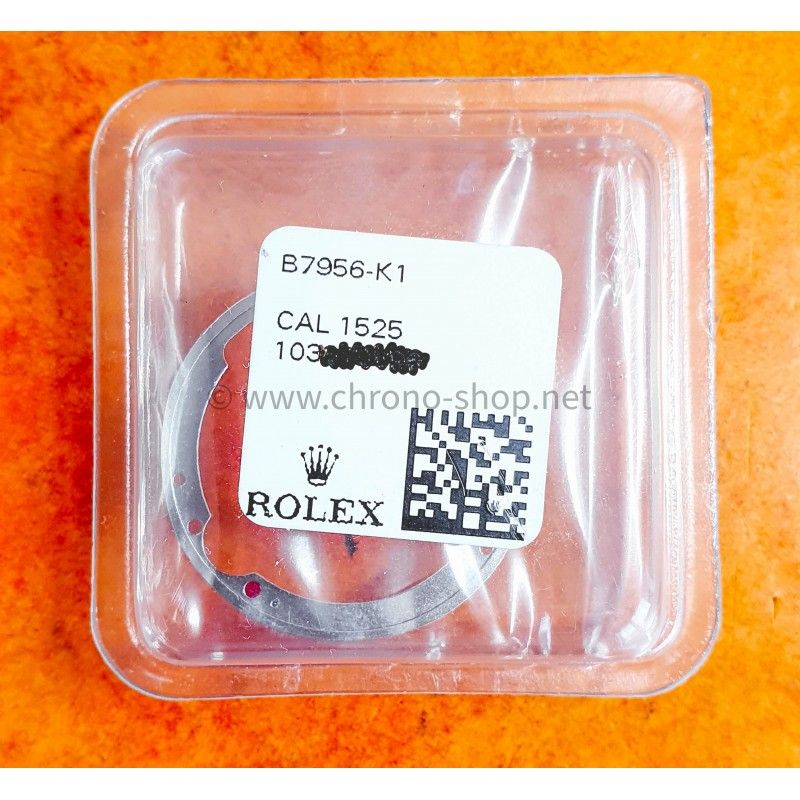 B7956-K1
CAL 1525
103
© www.chrono-shop.net
ROLEX